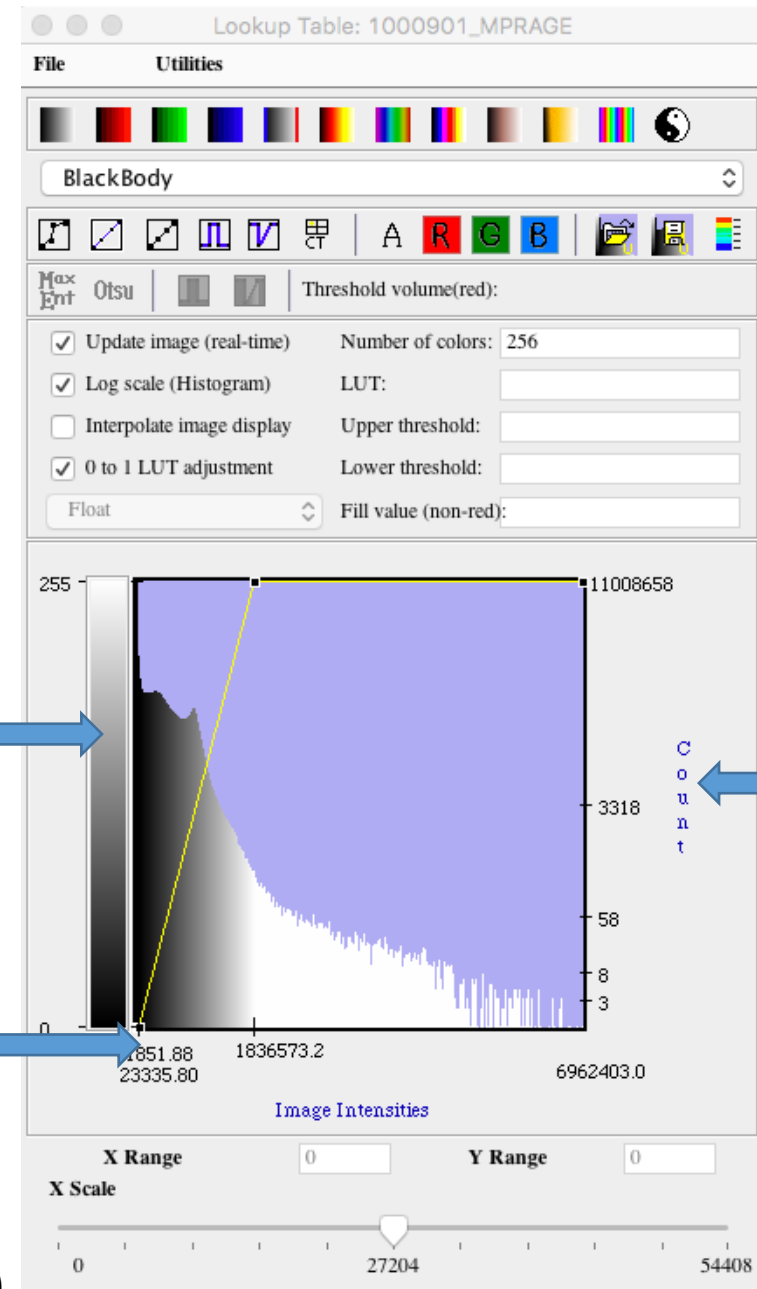 Lookup Table: 1000901_MPRAGE
File Utilities
BlackBody
CT A R G B
Max Ent Otsu Threshold volume(red):
Update image (real-time) Number of colors: 256
Log scale (Histogram) LUT:
Interpolate image display Upper threshold:
0 to 1 LUT adjustment Lower threshold:
Float Fill value (non-red):
255 11008658
Count
3318
58
8
3
0
1851.88 1836573.2
23335.80 6962403.0
Image Intensities
X Range 0 Y Range 0
X Scale
0 27204 54408
)